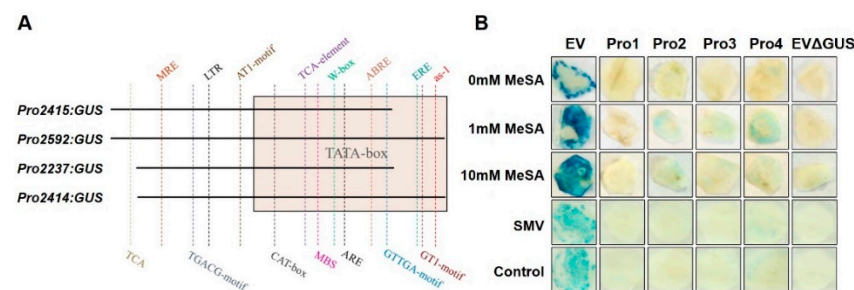 A
MRE
LTR
AT1-motif
TCA-element
W-box
ABRE
ERE
as-1
Pro2415:GUS
Pro2592:GUS
TATA-box
Pro2237:GUS
Pro2414:GUS
TCA
TGACG-motif
CAT-box
MBS
ARE
GTTGA-motif
GT1-motif
B
EV Pro1 Pro2 Pro3 Pro4 EVΔGUS
0mM MeSA
1mM MeSA
10mM MeSA
SMV
Control